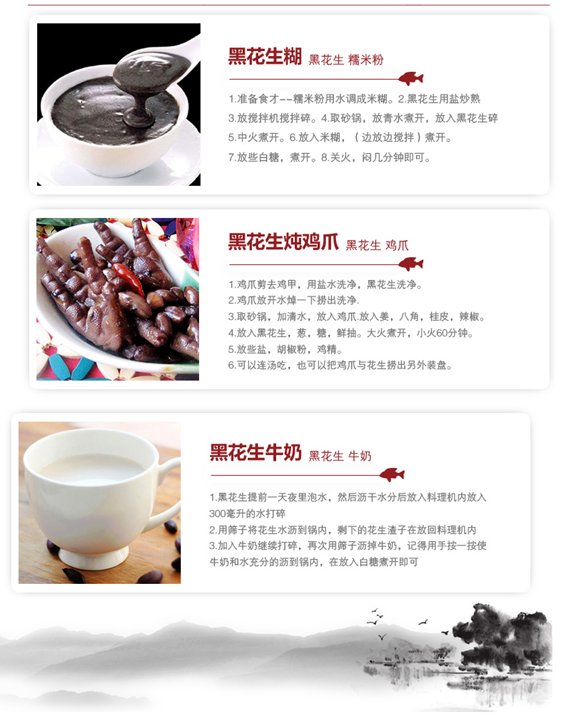 黑花生糊 黑花生 糯米粉
1.准备食才--糯米粉用水调成米糊。2.黑花生用盐炒熟
3.放搅拌机搅拌碎。4.取砂锅，放青水煮开，放入黑花生碎
5.中火煮开。6.放入米糊，（边放边搅拌）煮开。
7.放些白糖，煮开。8.关火，闷几分钟即可。
黑花生炖鸡爪 黑花生 鸡爪
1.鸡爪剪去鸡甲，用盐水洗净，黑花生洗净。
2.鸡爪放开水焯一下捞出洗净.
3.取砂锅，加清水，放入鸡爪.放入姜，八角，桂皮，辣椒。
4.放入黑花生，葱，糖，鲜抽。大火煮开，小火60分钟。
5.放些盐，胡椒粉，鸡精。
6.可以连汤吃，也可以把鸡爪与花生捞出另外装盘。
黑花生牛奶 黑花生 牛奶
1.黑花生提前一天夜里泡水，然后沥干水分后放入料理机内放入
300毫升的水打碎
2.用筛子将花生水沥到锅内，剩下的花生渣子在放回料理机内
3.加入牛奶继续打碎，再次用筛子沥掉牛奶，记得用手按一按使
牛奶和水充分的沥到锅内，在放入白糖煮开即可